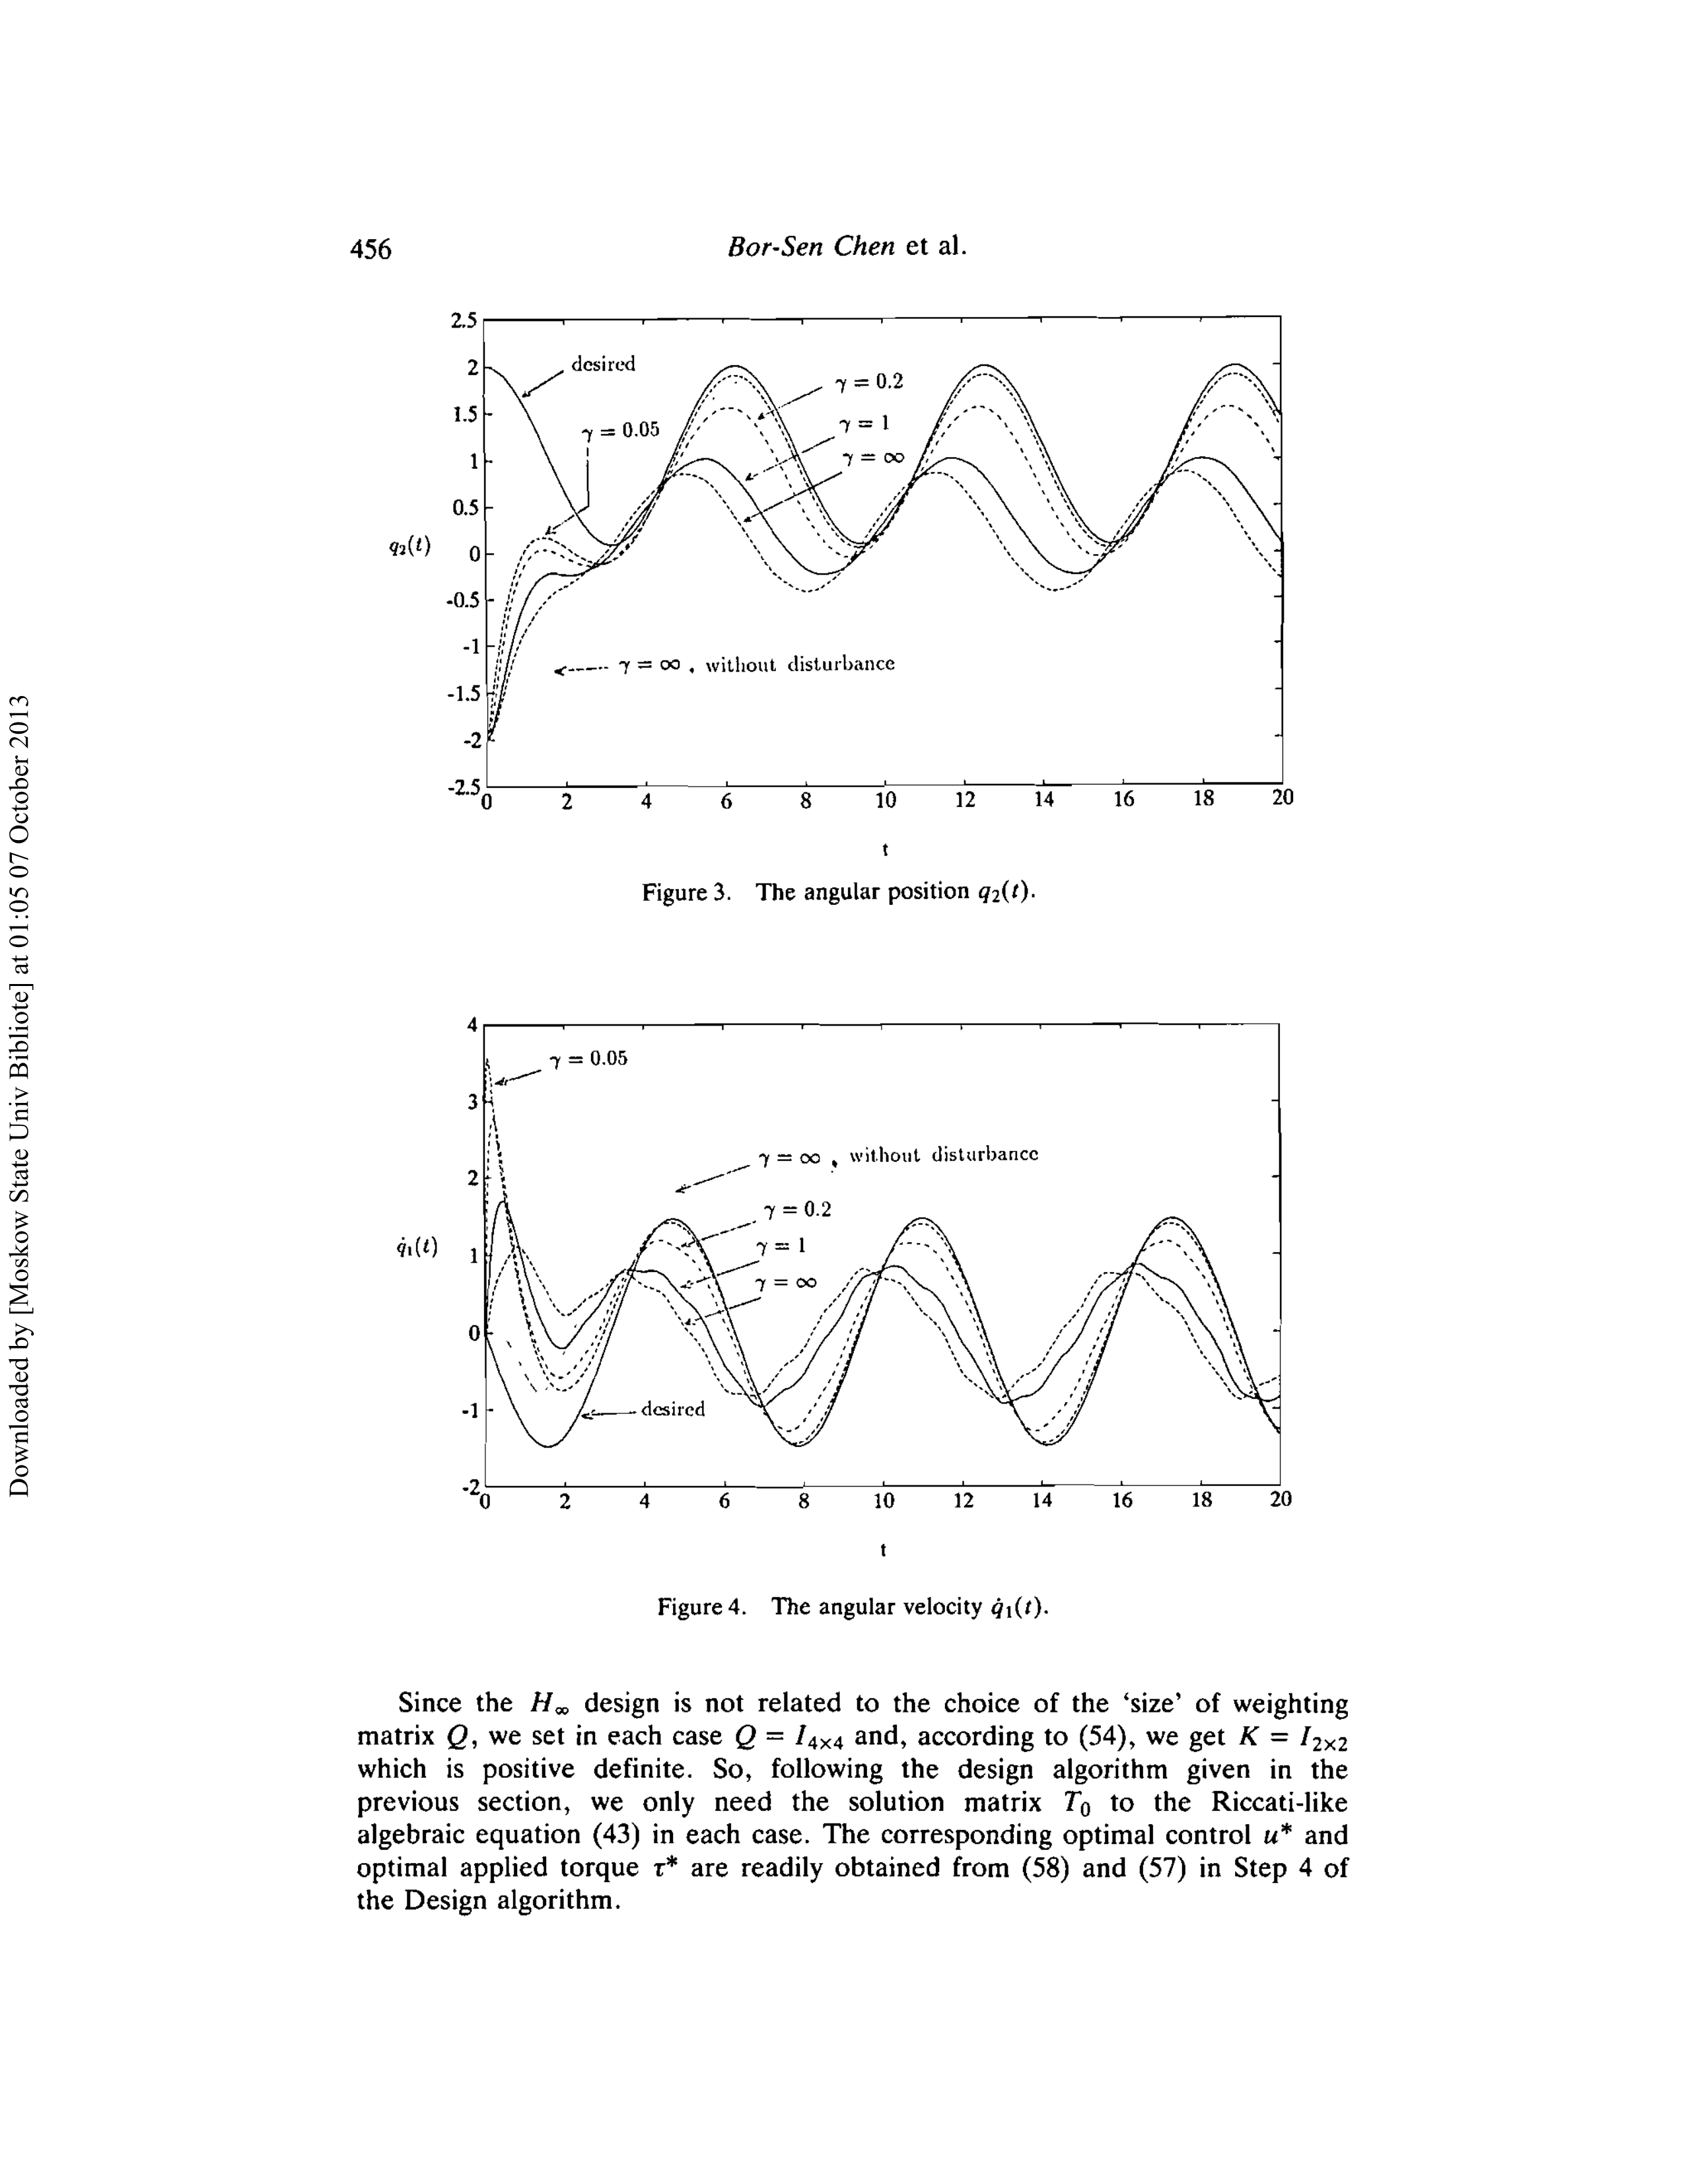 456
Bor-Sen Chen et al.
2.5
2
1.5
1
0.5
0
-0.5
-1
-1.5
-2
-2.5
q2(t)
desired
γ = 0.05
γ = 0.2
γ = 1
γ = ∞
γ = ∞ , without disturbance
0 2 4 6 8 10 12 14 16 18 20
t
Figure 3. The angular position q2(t).
4
3
2
1
0
-1
-2
q̇1(t)
γ = 0.05
γ = ∞ , without disturbance
γ = 0.2
γ = 1
γ = ∞
desired
0 2 4 6 8 10 12 14 16 18 20
t
Figure 4. The angular velocity q̇1(t).
Since the H∞ design is not related to the choice of the ‘size’ of weighting
matrix Q, we set in each case Q = I4×4 and, according to (54), we get K = I2×2
which is positive definite. So, following the design algorithm given in the
previous section, we only need the solution matrix T0 to the Riccati-like
algebraic equation (43) in each case. The corresponding optimal control u* and
optimal applied torque τ* are readily obtained from (58) and (57) in Step 4 of
the Design algorithm.
Downloaded by [Moskow State Univ Bibliote] at 01:05 07 October 2013